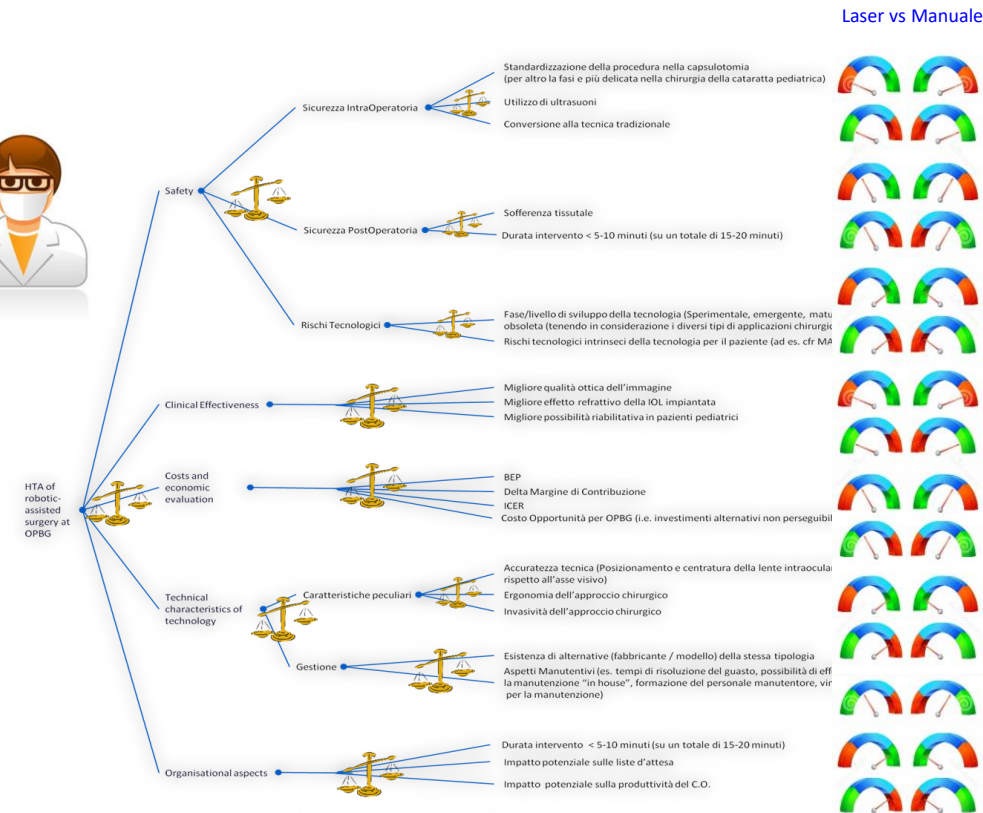 Laser vs Manuale
Standardizzazione della procedura nella capsulotomia
(per altro la fasi e più delicata nella chirurgia della cataratta pediatrica)
Sicurezza IntraOperatoria
Utilizzo di ultrasuoni
Conversione alla tecnica tradizionale
Safety
Sofferenza tissutale
Sicurezza PostOperatoria
Durata intervento < 5-10 minuti (su un totale di 15-20 minuti)
Rischi Tecnologici
Fase/livello di sviluppo della tecnologia (Sperimentale, emergente, matu
obsoleta (tenendo in considerazione i diversi tipi di applicazioni chirurgic
Rischi tecnologici intrinseci della tecnologia per il paziente (ad es. cfr MA
Clinical Effectiveness
Migliore qualità ottica dell'immagine
Migliore effetto refrattivo della IOL impiantata
Migliore possibilità riabilitativa in pazienti pediatrici
HTA of
robotic-
assisted
surgery at
OPBG
Costs and
economic
evaluation
BEP
Delta Margine di Contribuzione
ICER
Costo Opportunità per OPBG (i.e. investimenti alternativi non perseguibil
Technical
characteristics of
technology
Caratteristiche peculiari
Accuratezza tecnica (Posizionamento e centratura della lente intraoculan
rispetto all'asse visivo)
Ergonomia dell'approccio chirurgico
Invasività dell'approccio chirurgico
Gestione
Esistenza di alternative (fabbricante / modello) della stessa tipologia
Aspetti Manutentivi (es. tempi di risoluzione del guasto, possibilità di effe
la manutenzione "in house", formazione del personale manutentore, vin
per la manutenzione)
Organisational aspects
Durata intervento < 5-10 minuti (su un totale di 15-20 minuti)
Impatto potenziale sulle liste d'attesa
Impatto potenziale sulla produttività del C.O.